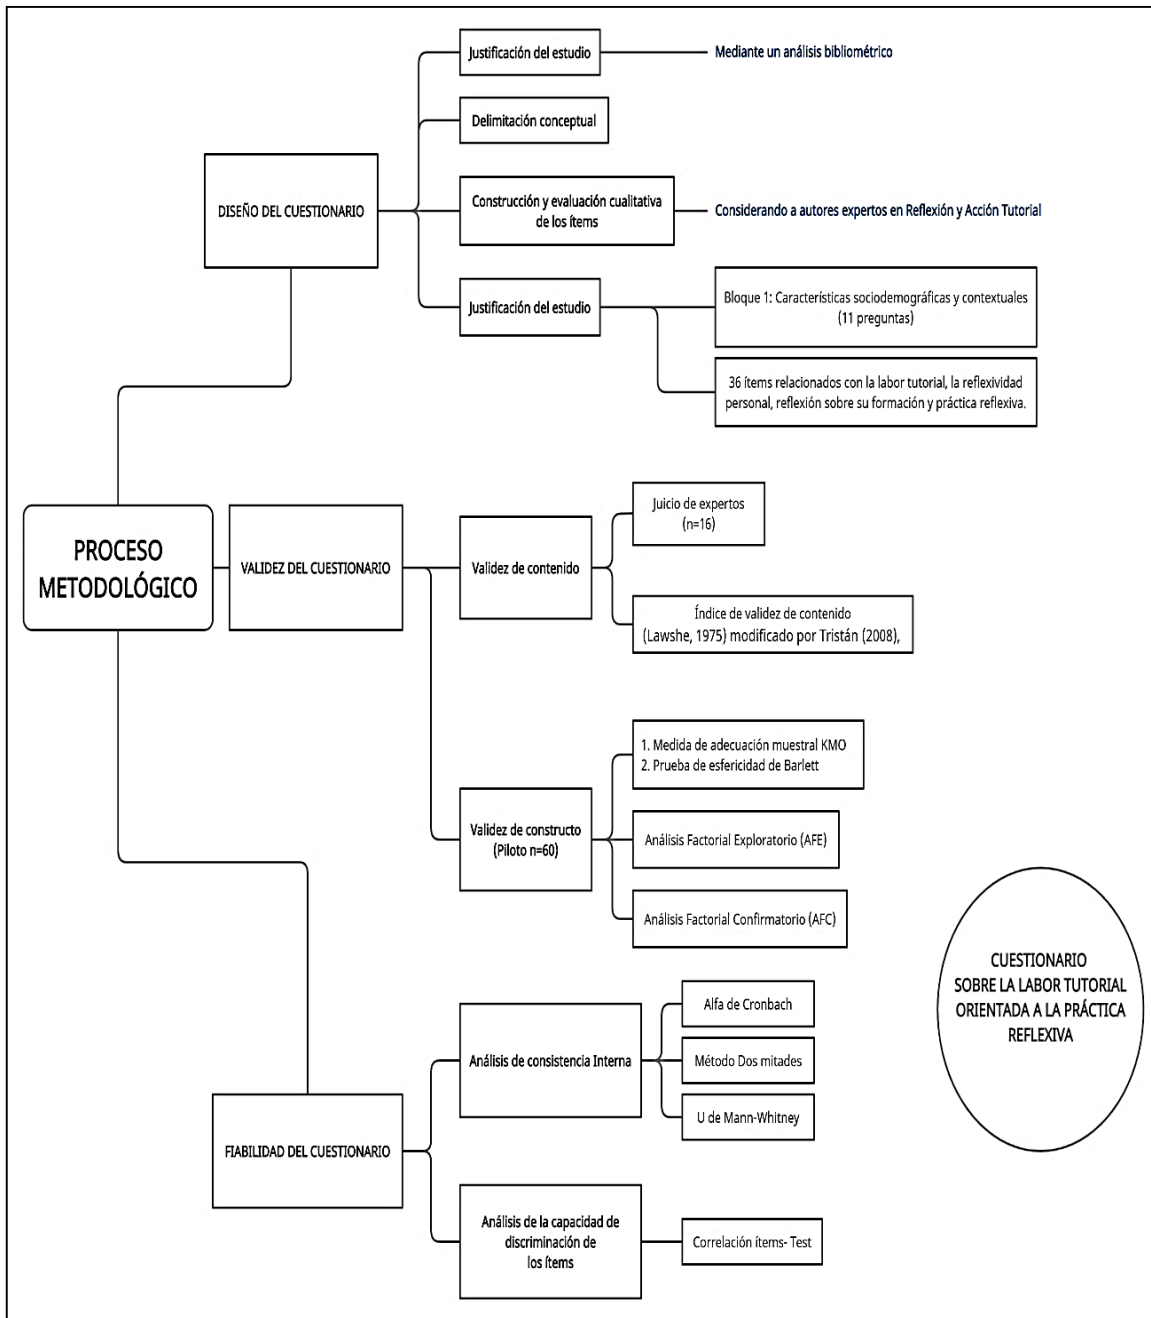 Justificación del estudio
Mediante un análisis bibliométrico
Delimitación conceptual
DISEÑO DEL CUESTIONARIO
Construcción y evaluación cualitativa
de los ítems
Considerando a autores expertos en Reflexión y Acción Tutorial
Justificación del estudio
Bloque 1: Características sociodemográficas y contextuales
(11 preguntas)
36 ítems relacionados con la labor tutorial, la reflexividad
personal, reflexión sobre su formación y práctica reflexiva.
PROCESO
METODOLÓGICO
VALIDEZ DEL CUESTIONARIO
Validez de contenido
Juicio de expertos
(n=16)
Índice de validez de contenido
(Lawshe, 1975) modificado por Tristán (2008),
Validez de constructo
(Piloto n=60)
1. Medida de adecuación muestral KMO
2. Prueba de esfericidad de Barlett
Análisis Factorial Exploratorio (AFE)
Análisis Factorial Confirmatorio (AFC)
CUESTIONARIO
SOBRE LA LABOR TUTORIAL
ORIENTADA A LA PRÁCTICA
REFLEXIVA
FIABILIDAD DEL CUESTIONARIO
Análisis de consistencia Interna
Alfa de Cronbach
Método Dos mitades
U de Mann-Whitney
Análisis de la capacidad de
discriminación de
los ítems
Correlación ítems- Test